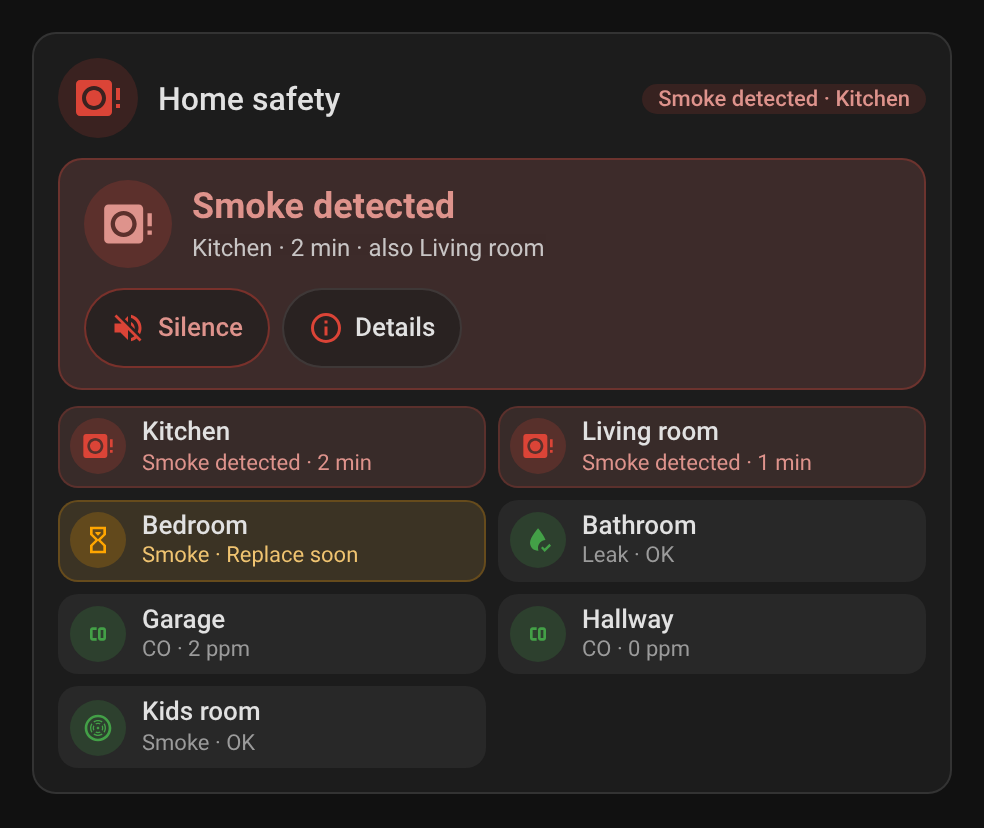 Home safety
Smoke detected · Kitchen
Smoke detected
Kitchen · 2 min · also Living room
Silence
Details
Kitchen
Smoke detected · 2 min
Living room
Smoke detected · 1 min
Bedroom
Smoke · Replace soon
Bathroom
Leak · OK
CO
Garage
CO · 2 ppm
CO
Hallway
CO · 0 ppm
Kids room
Smoke · OK